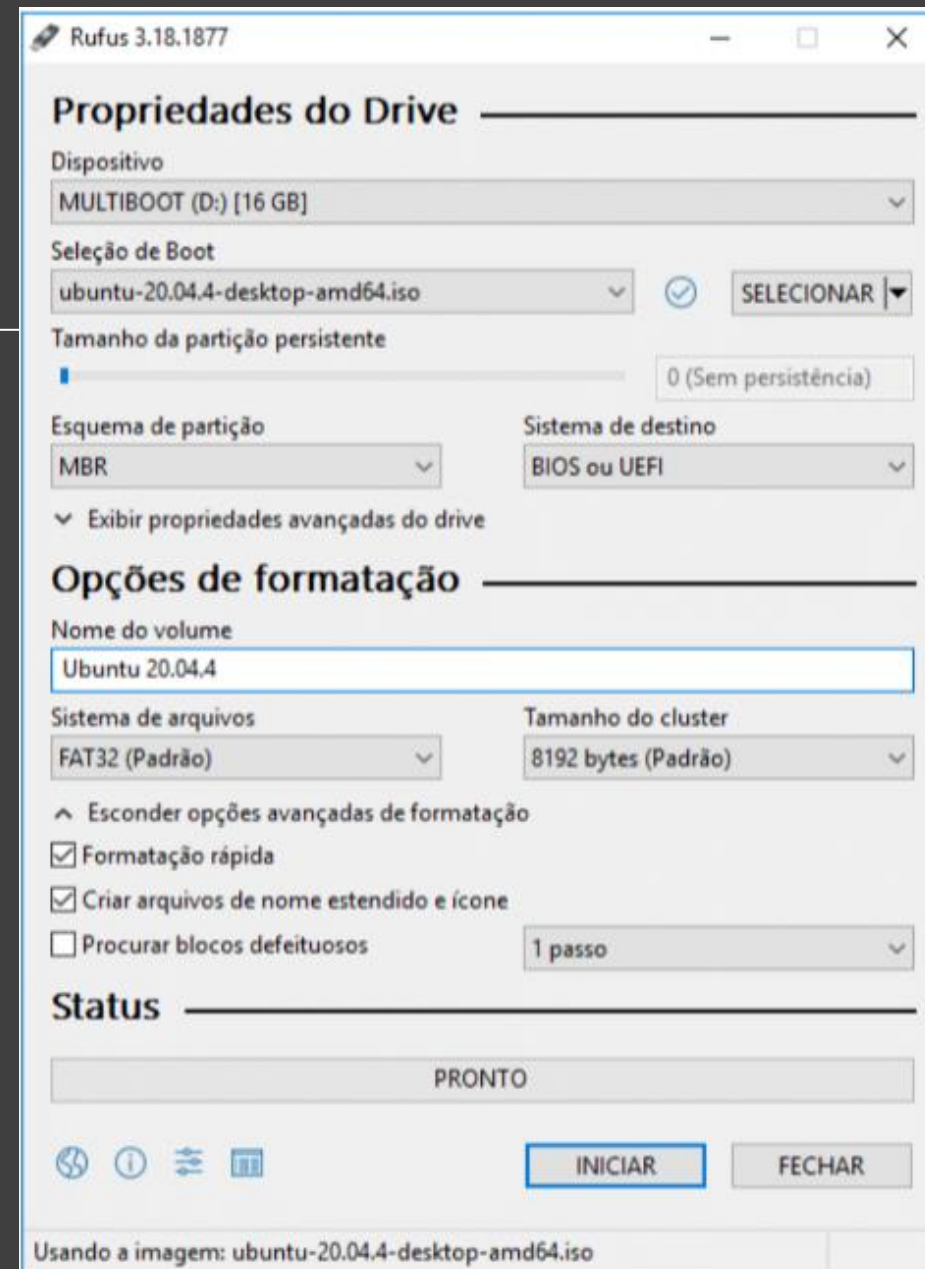 Rufus 3.18.1877
Propriedades do Drive
Dispositivo
MULTIBOOT (D:) [16 GB]
Seleção de Boot
ubuntu-20.04.4-desktop-amd64.iso
SELECIONAR
Tamanho da partição persistente
0 (Sem persistência)
Esquema de partição
Sistema de destino
MBR
BIOS ou UEFI
Exibir propriedades avançadas do drive
Opções de formatação
Nome do volume
Ubuntu 20.04.4
Sistema de arquivos
Tamanho do cluster
FAT32 (Padrão)
8192 bytes (Padrão)
Esconder opções avançadas de formatação
Formatação rápida
Criar arquivos de nome estendido e ícone
Procurar blocos defeituosos
1 passo
Status
PRONTO
INICIAR
FECHAR
Usando a imagem: ubuntu-20.04.4-desktop-amd64.iso